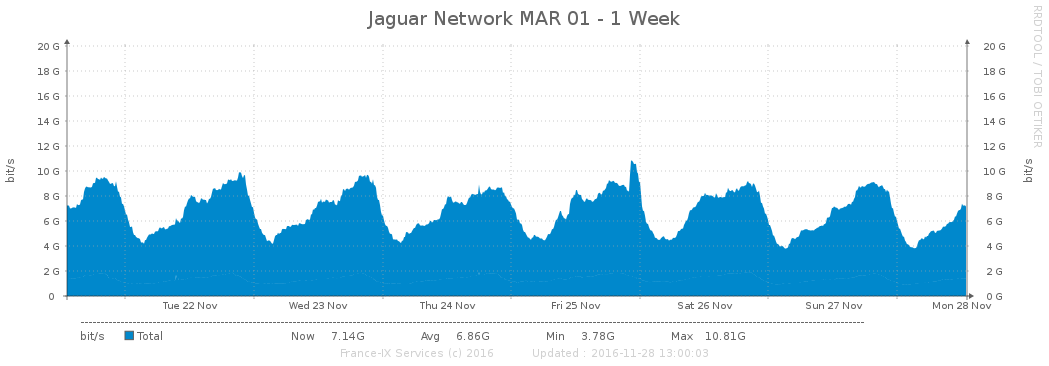 Jaguar Network MAR 01 - 1 Week
RRDTOOL / TOBI OETIKER
bit/s
bit/s
20 G 20 G
18 G 18 G
16 G 16 G
14 G 14 G
12 G 12 G
10 G 10 G
8 G 8 G
6 G 6 G
4 G 4 G
2 G 2 G
0 0 G
Tue 22 Nov Wed 23 Nov Thu 24 Nov Fri 25 Nov Sat 26 Nov Sun 27 Nov Mon 28 Nov
bit/s Total Now 7.14G Avg 6.86G Min 3.78G Max 10.81G
France-IX Services (c) 2016 Updated : 2016-11-28 13:00:03